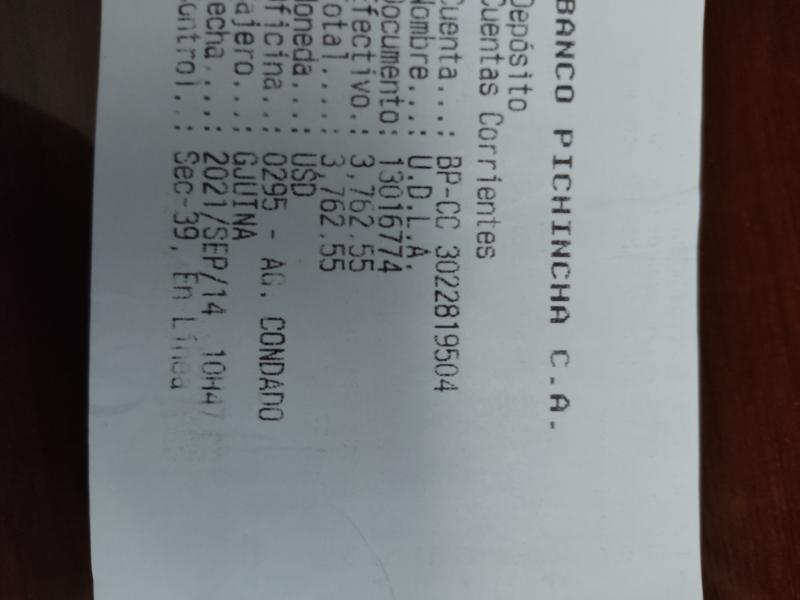 BANCO PICHINCHA C.A.
Depósito
Cuentas Corrientes
Cuenta...: BP-CC 3022819504
Nombre...: U.D.L.A.
Documento: 13016774
Efectivo.: 3,762.55
Total....: 3,762.55
Moneda...: USD
Oficina..: 0295 - AG. CONDADO
Cajero...: GJUINA
Fecha....: 2021/SEP/14 10H47
Control..: Sec-39, En Línea